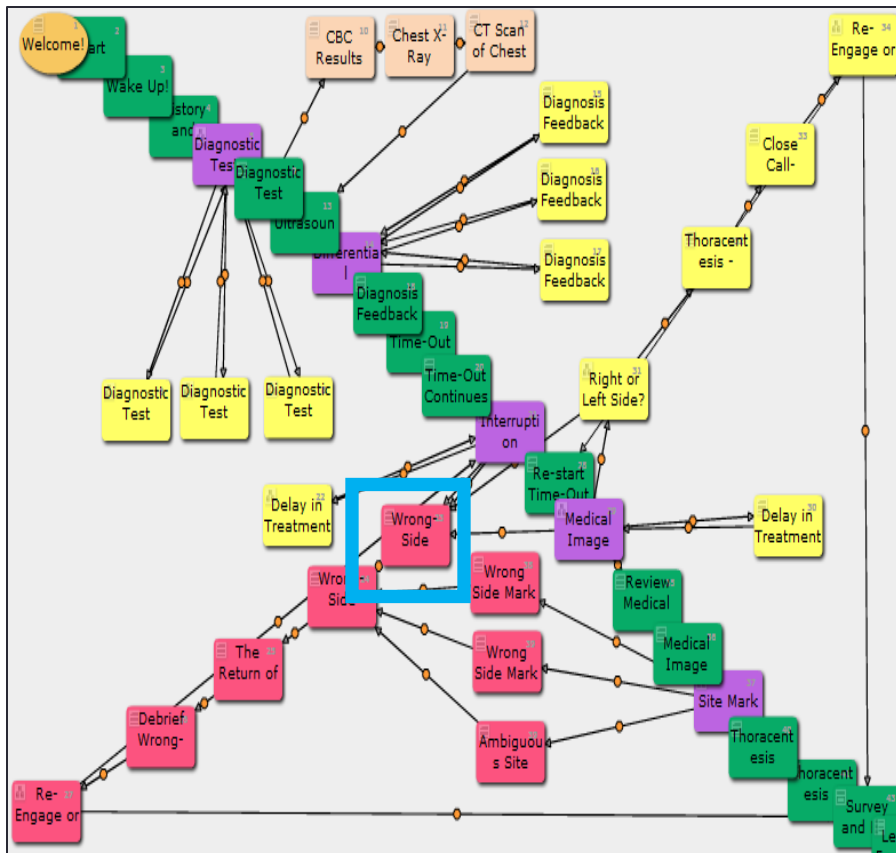 Welcome!
art
Wake Up!
istory
and
Diagnostic
Test
Diagnostic
Test
Ultrasoun
Differentia
l
Diagnosis
Feedback
Time-Out
Time-Out
Continues
Interrupti
on
CBC
Results
Chest X-
Ray
CT Scan
of Chest
Diagnosis
Feedback
Diagnosis
Feedback
Diagnosis
Feedback
Re-
Engage or
Close
Call-
Thoracent
esis -
Right or
Left Side?
Diagnostic
Test
Diagnostic
Test
Diagnostic
Test
Delay in
Treatment
Wrong-
Side
Re-start
Time-Out
Medical
Image
Delay in
Treatment
Wrong-
Side
Wrong
Side Mark
Review
Medical
Wrong
Side Mark
Medical
Image
The
Return of
Site Mark
Debrief
Wrong-
Ambiguou
s Site
Thoracent
esis
Re-
Engage or
Thoracent
esis
Survey
and
Le